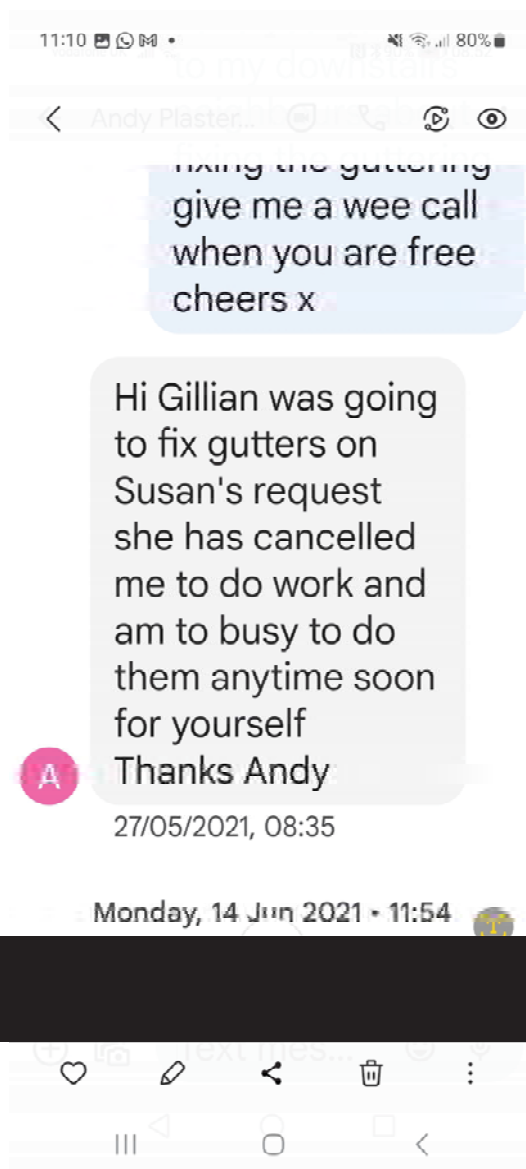 11:10
80%
to my downstairs
Andy Plaster...
fixing the guttering
give me a wee call
when you are free
cheers x
Hi Gillian was going
to fix gutters on
Susan's request
she has cancelled
me to do work and
am to busy to do
them anytime soon
for yourself
Thanks Andy
A
27/05/2021, 08:35
Monday, 14 Jun 2021 • 11:54
Text mes...